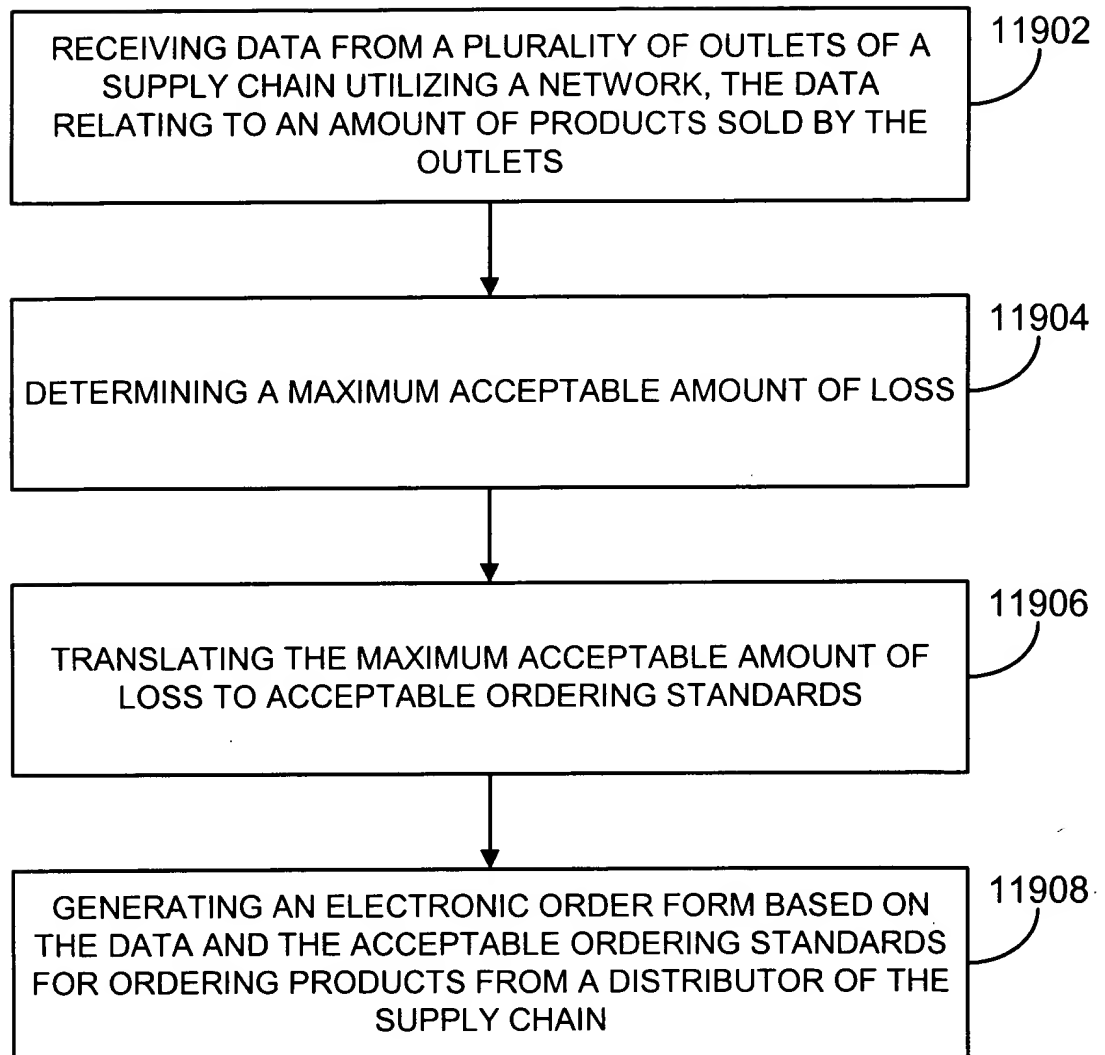 RECEIVING DATA FROM A PLURALITY OF OUTLETS OF A
SUPPLY CHAIN UTILIZING A NETWORK, THE DATA
RELATING TO AN AMOUNT OF PRODUCTS SOLD BY THE
OUTLETS
11902
DETERMINING A MAXIMUM ACCEPTABLE AMOUNT OF LOSS
11904
TRANSLATING THE MAXIMUM ACCEPTABLE AMOUNT OF
LOSS TO ACCEPTABLE ORDERING STANDARDS
11906
GENERATING AN ELECTRONIC ORDER FORM BASED ON
THE DATA AND THE ACCEPTABLE ORDERING STANDARDS
FOR ORDERING PRODUCTS FROM A DISTRIBUTOR OF THE
SUPPLY CHAIN
11908